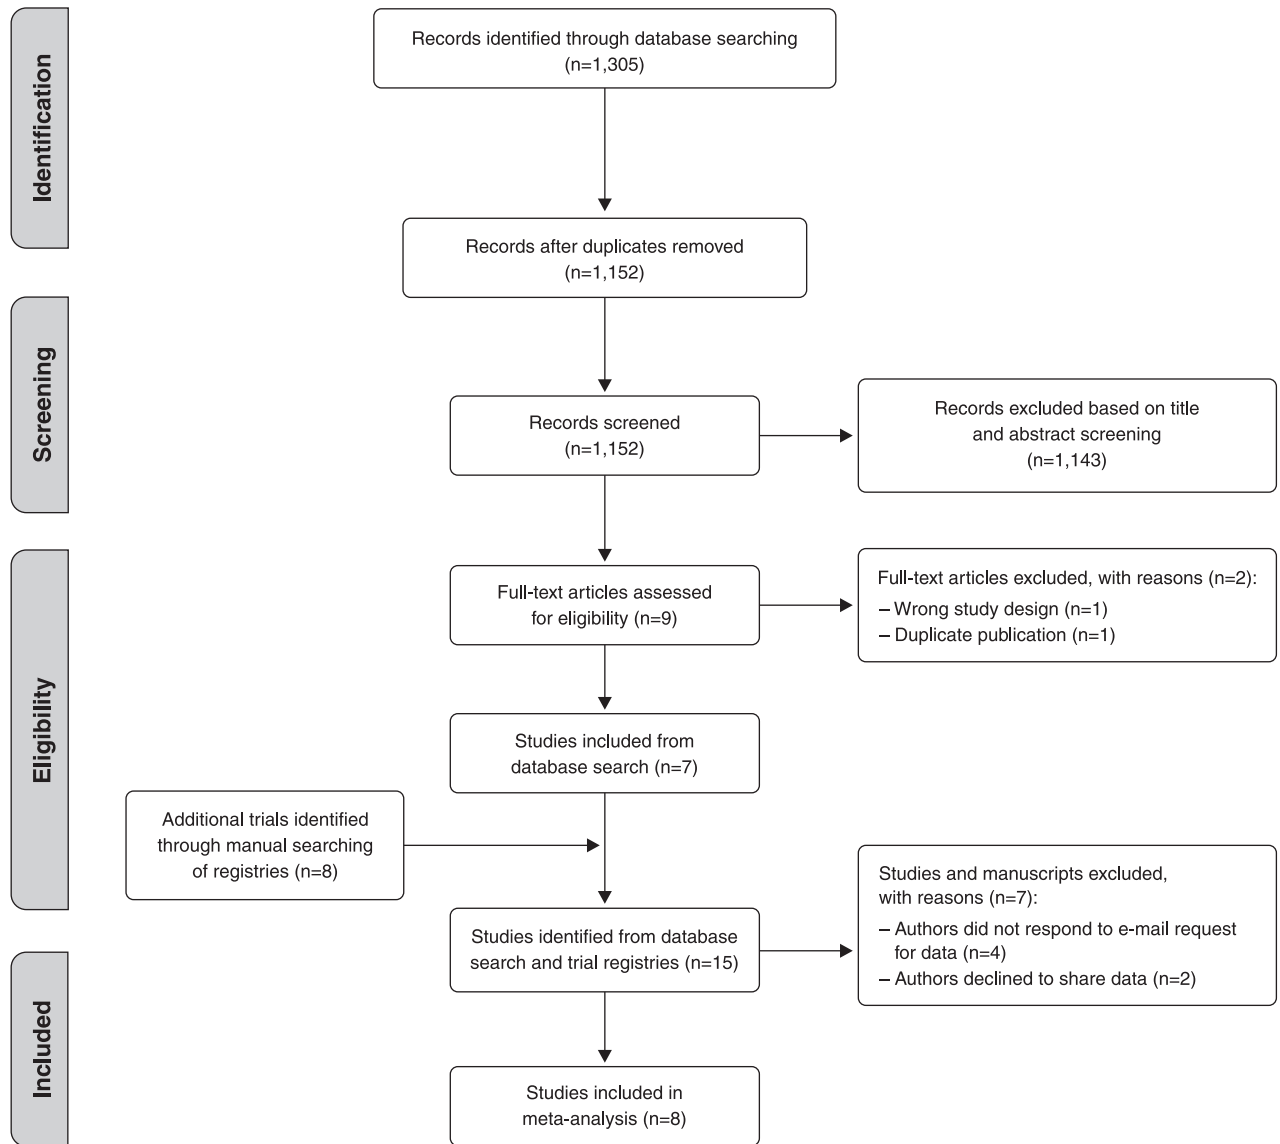 Identification
Records identified through database searching
(n=1,305)
Records after duplicates removed
(n=1,152)
Screening
Records screened
(n=1,152)
Records excluded based on title
and abstract screening
(n=1,143)
Eligibility
Full-text articles assessed
for eligibility (n=9)
Full-text articles excluded, with reasons (n=2):
– Wrong study design (n=1)
– Duplicate publication (n=1)
Studies included from
database search (n=7)
Additional trials identified
through manual searching
of registries (n=8)
Studies identified from database
search and trial registries (n=15)
Studies and manuscripts excluded,
with reasons (n=7):
– Authors did not respond to e-mail request
for data (n=4)
– Authors declined to share data (n=2)
Included
Studies included in
meta-analysis (n=8)